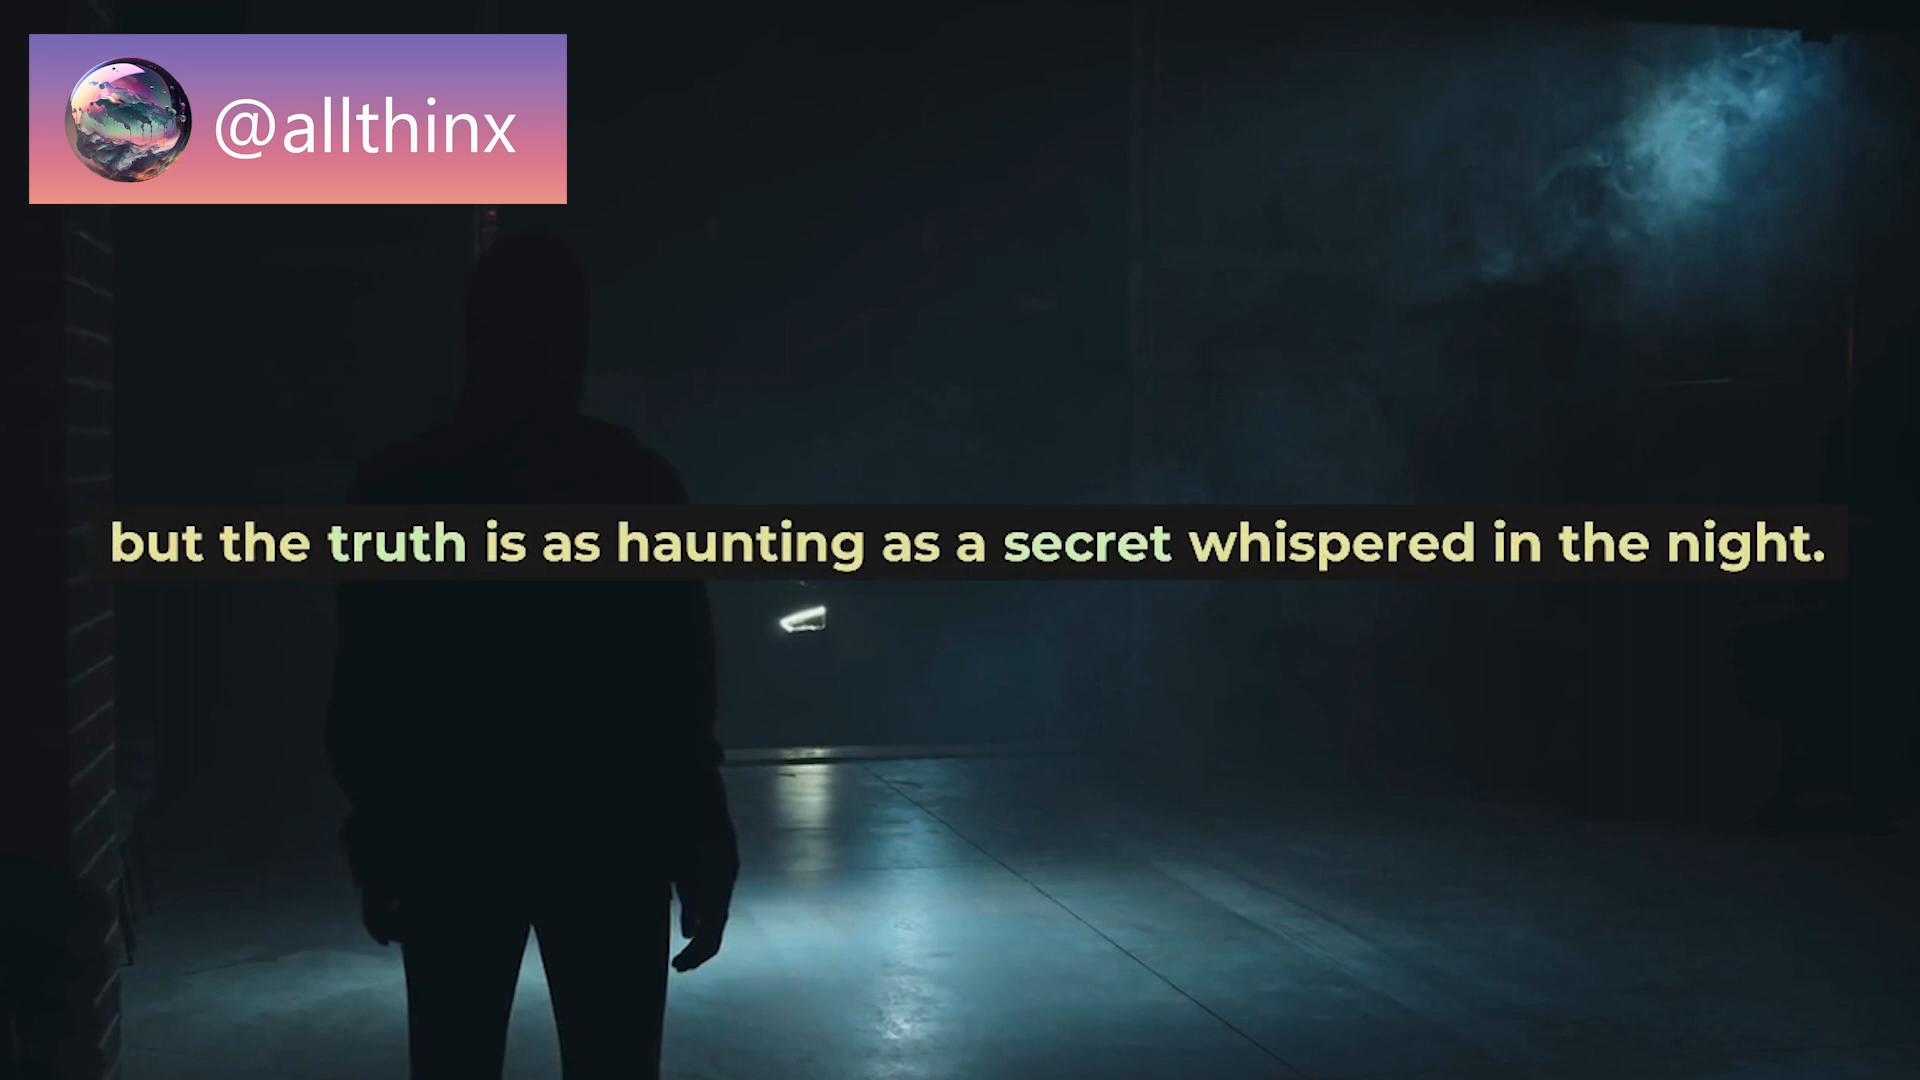 @allthinx
but the truth is as haunting as a secret whispered in the night.